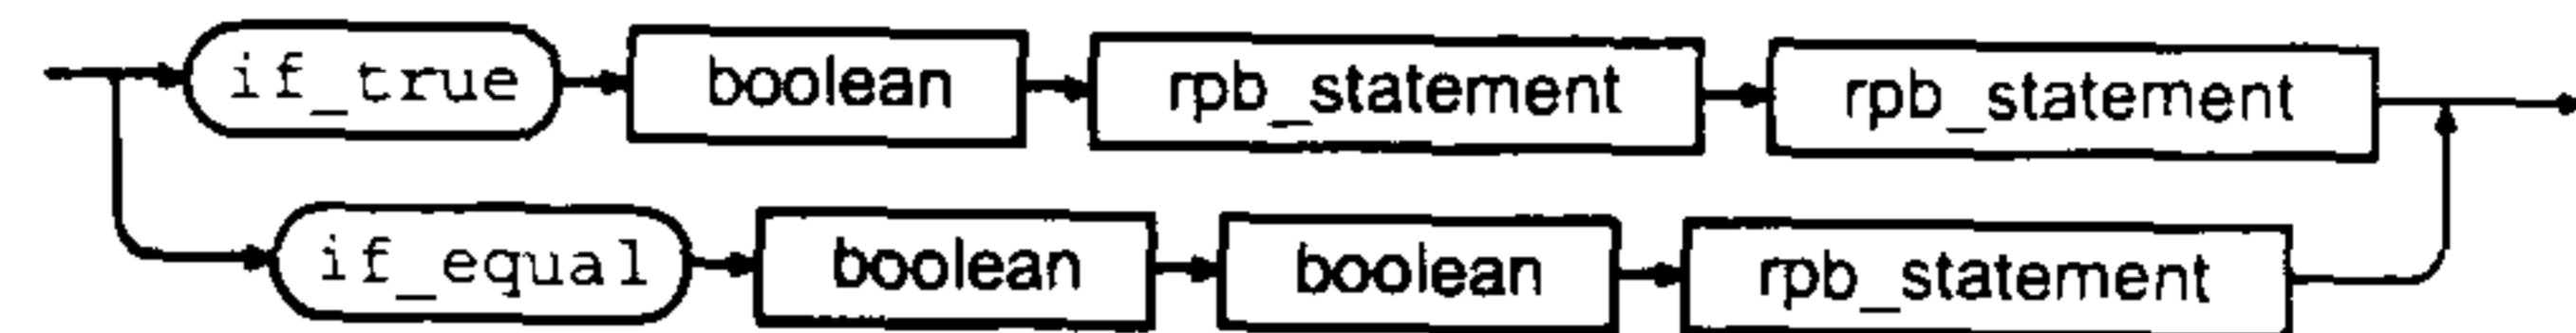 if_true boolean rpb_statement rpb_statement
if_equal boolean boolean rpb_statement